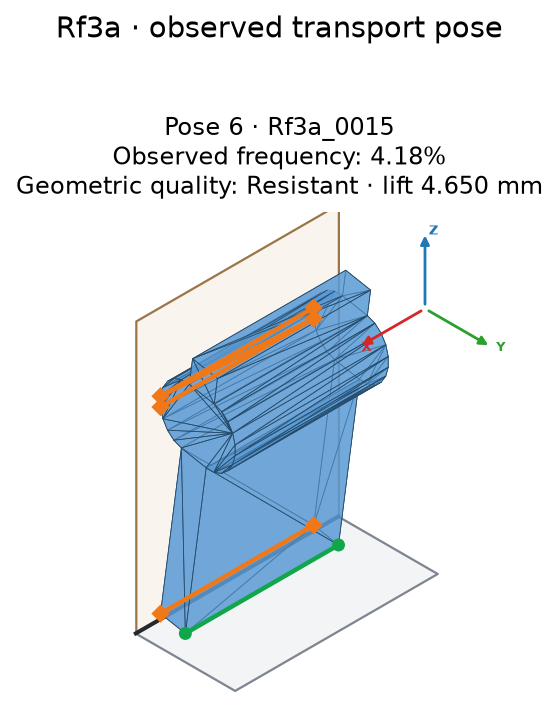 Rf3a · observed transport pose
Pose 6 · Rf3a_0015
Observed frequency: 4.18%
Geometric quality: Resistant · lift 4.650 mm
Z
X
Y